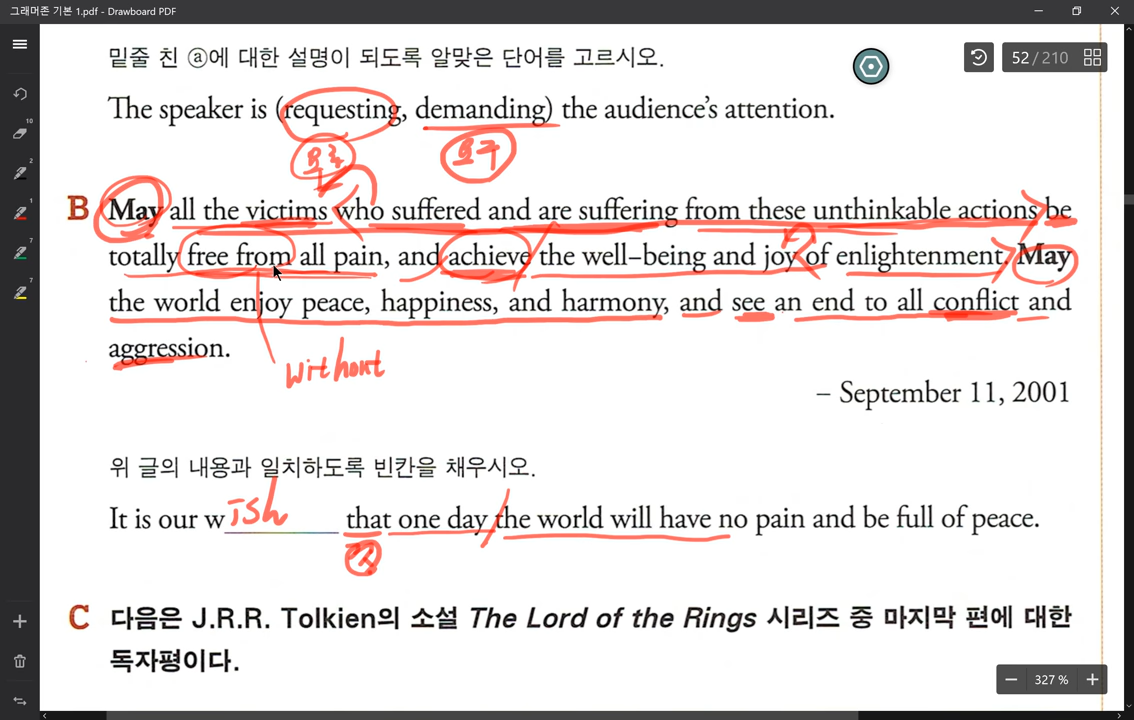 그래머존 기본 1.pdf • Drawboard PDF
밑줄 친 ⓐ에 대한 설명이 되도록 알맞은 단어를 고르시오.
52 / 210
The speaker is (requesting, demanding) the audience's attention.
요구
B May all the victims who suffered and are suffering from these unthinkable actions be
totally free from all pain, and achieve the well–being and joy of enlightenment. May
the world enjoy peace, happiness, and harmony, and see an end to all conflict and
aggression.
without
– September 11, 2001
위 글의 내용과 일치하도록 빈칸을 채우시오.
It is our wish that one day the world will have no pain and be full of peace.
C 다음은 J.R.R. Tolkien의 소설 The Lord of the Rings 시리즈 중 마지막 편에 대한
독자평이다.
327 %
10
2
1
7
7